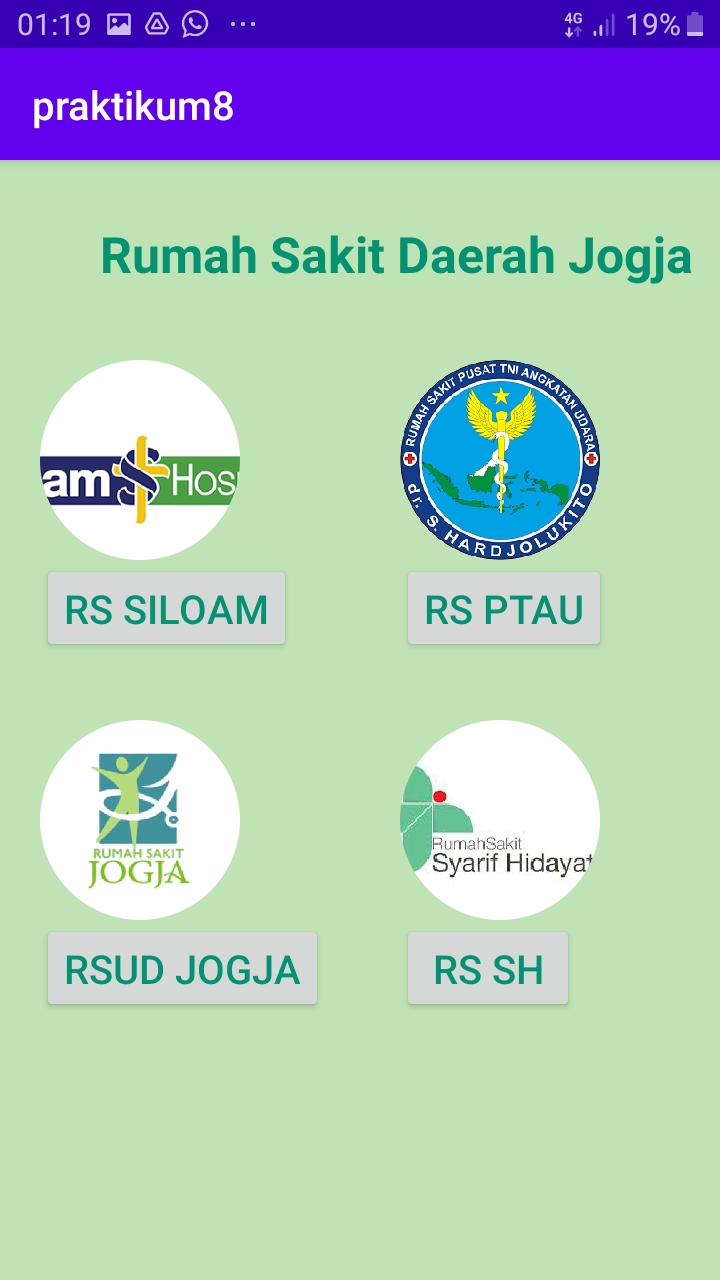 01:19 ... 4G 19%
praktikum8
Rumah Sakit Daerah Jogja
am Hos
RUMAH SAKIT PUSAT TNI ANGKATAN UDARA
dr. S. HARDJOLUKITO
RS SILOAM
RS PTAU
RUMAH SAKIT
JOGJA
RumahSakit
Syarif Hidayat
RSUD JOGJA
RS SH